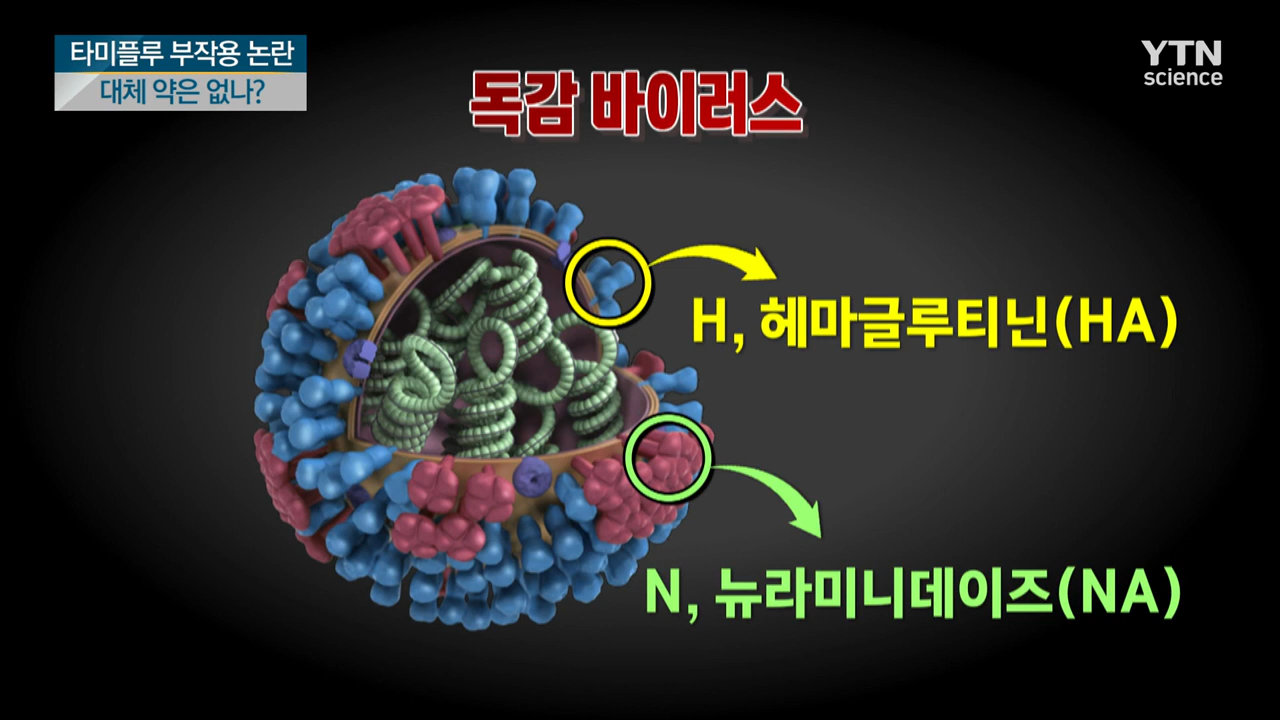 타미플루 부작용 논란
대체 약은 없나?
YTN
science
독감 바이러스
H, 헤마글루티닌(HA)
N, 뉴라미니데이즈(NA)